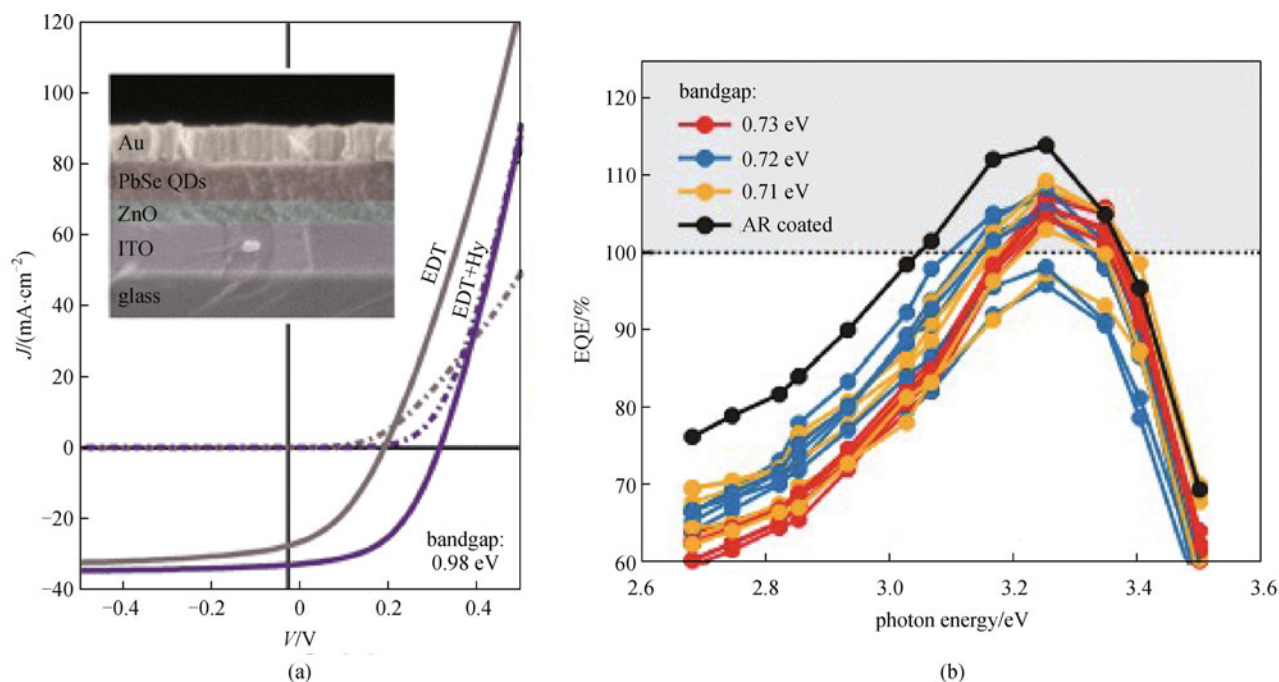 120
100
80
60
40
20
0
−20
−40
J/(mA·cm⁻²)
−0.4
−0.2
0
0.2
0.4
V/V
Au
PbSe QDs
ZnO
ITO
glass
EDT
EDT+Hy
bandgap:
0.98 eV
(a)
120
110
100
90
80
70
60
EQE/%
bandgap:
0.73 eV
0.72 eV
0.71 eV
AR coated
2.6
2.8
3.0
3.2
3.4
3.6
photon energy/eV
(b)